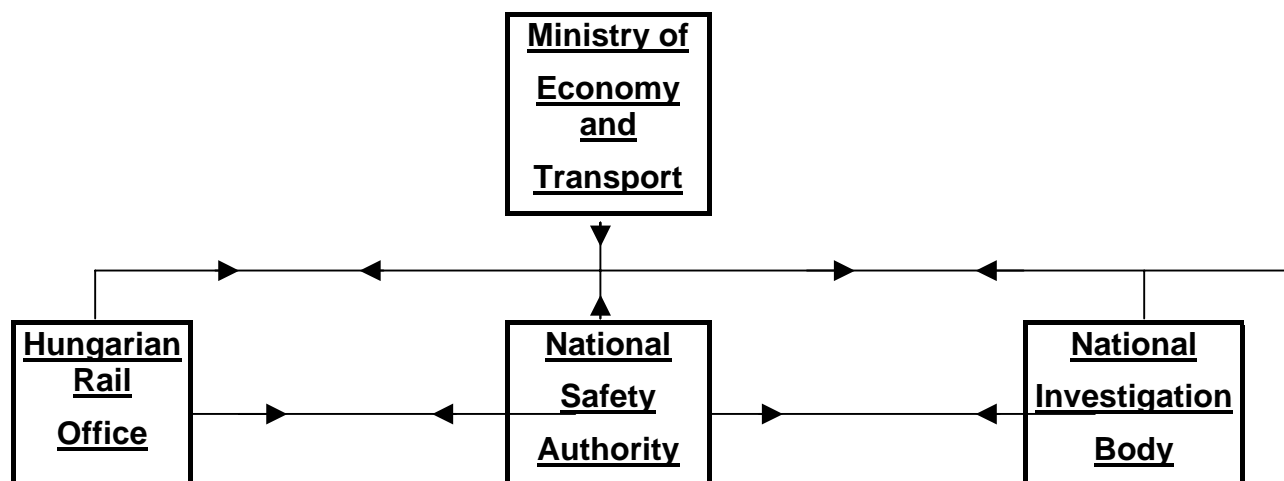 Ministry of
Economy
and
Transport
Hungarian
Rail
Office
National
Safety
Authority
National
Investigation
Body